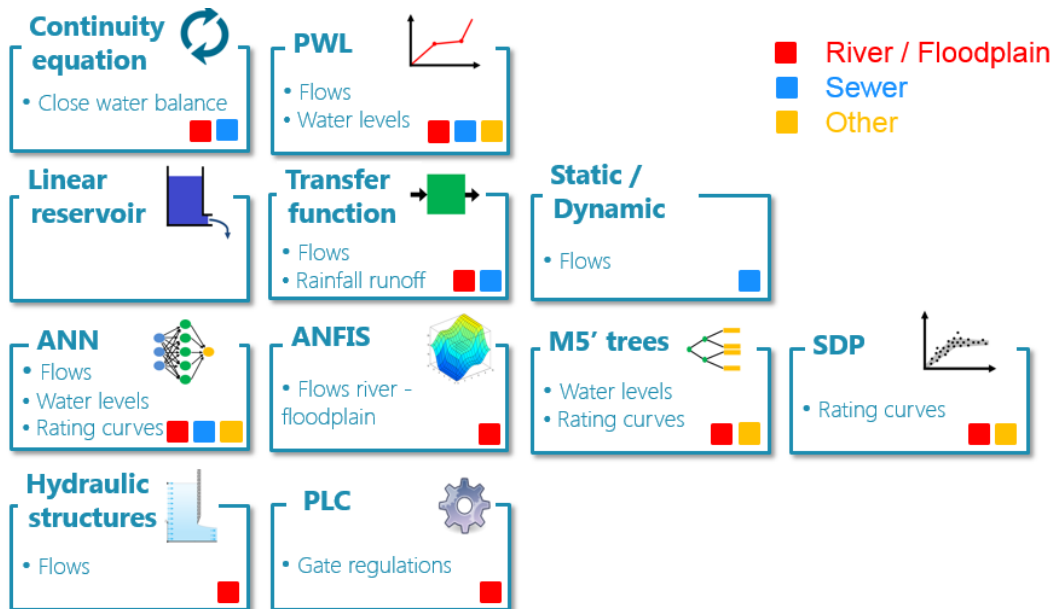 Continuity
equation
• Close water balance
PWL
• Flows
• Water levels
River / Floodplain
Sewer
Other
Linear
reservoir
Transfer
function
• Flows
• Rainfall runoff
Static /
Dynamic
• Flows
ANN
• Flows
• Water levels
• Rating curves
ANFIS
• Flows river -
floodplain
M5’ trees
• Water levels
• Rating curves
SDP
• Rating curves
Hydraulic
structures
• Flows
PLC
• Gate regulations